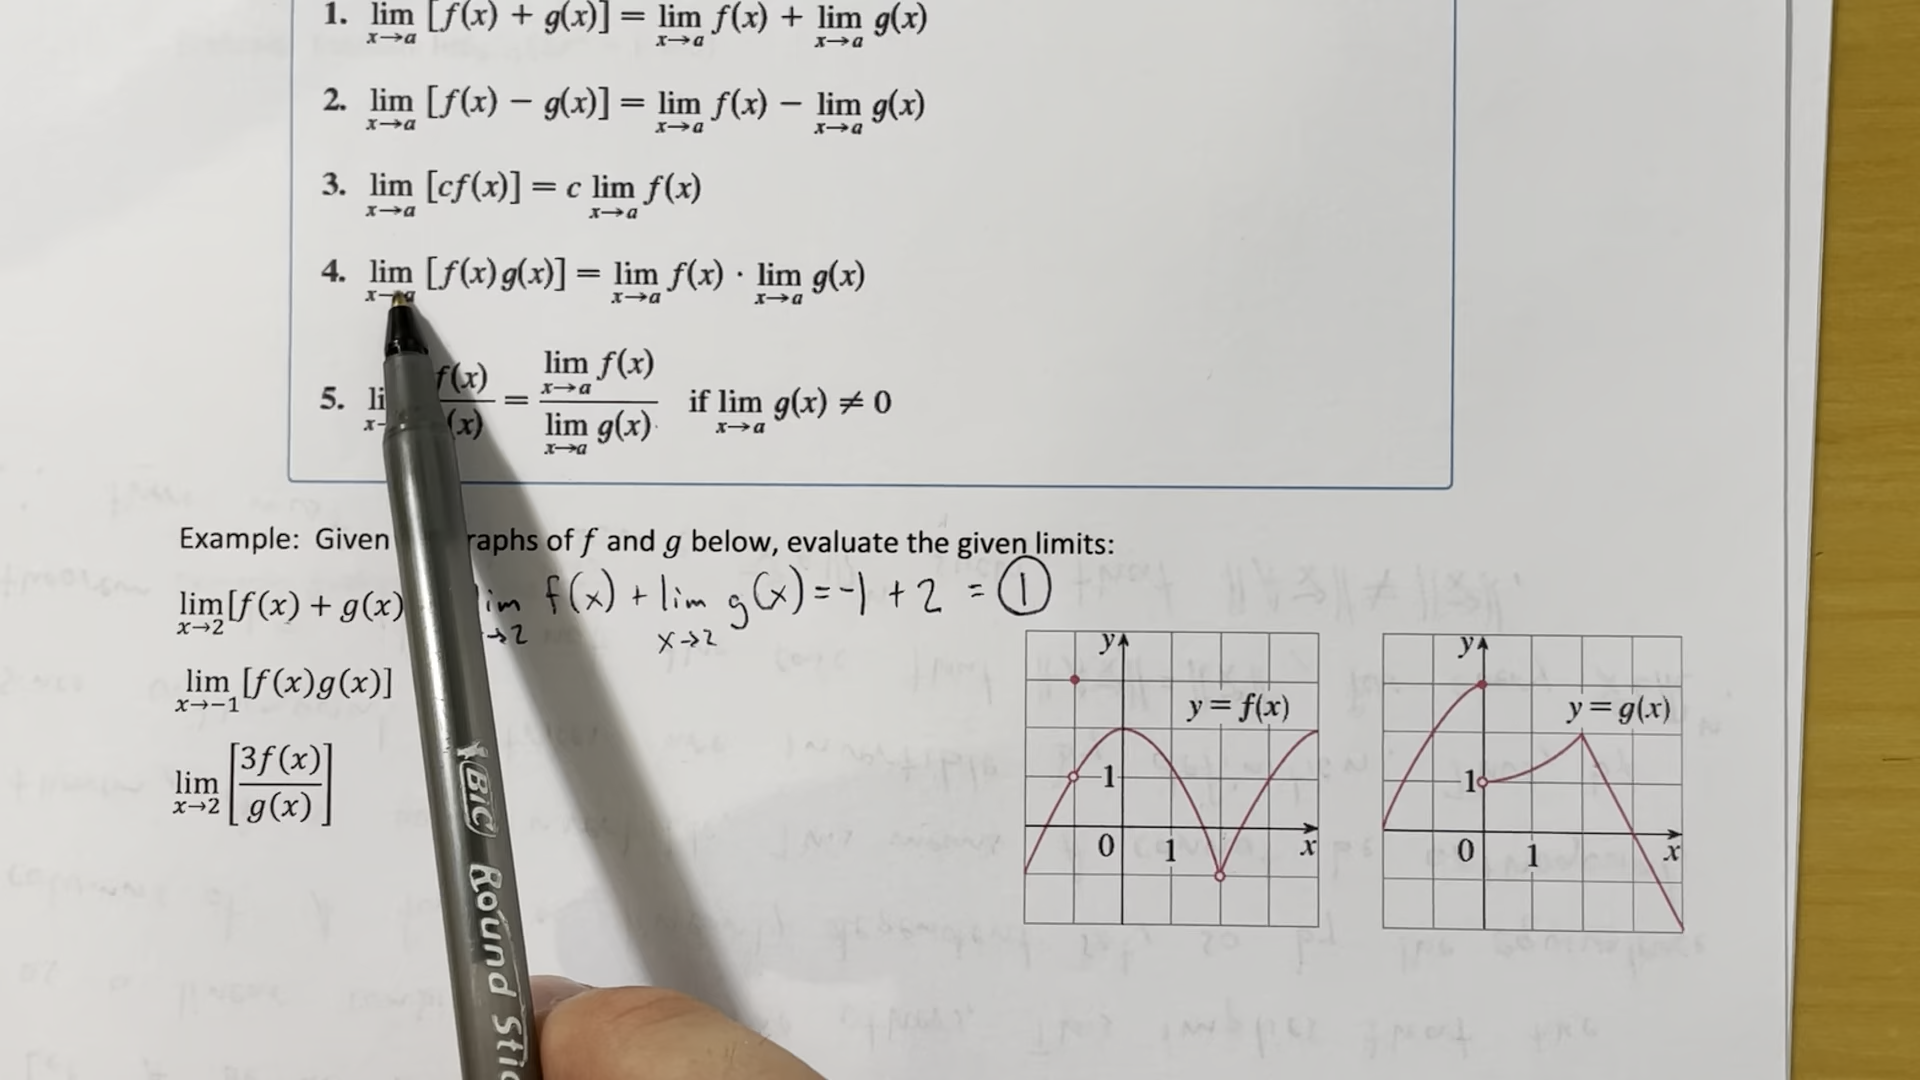 1. lim x→a [f(x) + g(x)] = lim x→a f(x) + lim x→a g(x)
2. lim x→a [f(x) − g(x)] = lim x→a f(x) − lim x→a g(x)
3. lim x→a [cf(x)] = c lim x→a f(x)
4. lim x→a [f(x)g(x)] = lim x→a f(x) · lim x→a g(x)
5. li x- f(x) / (x) = lim x→a f(x) / lim x→a g(x) if lim x→a g(x) ≠ 0
Example: Given raphs of f and g below, evaluate the given limits:
lim x→2 [f(x) + g(x) im →2 f(x) + lim x→2 g(x) = -1 + 2 = 1
lim x→−1 [f(x)g(x)]
lim x→2 [3f(x) / g(x)]
y
y = f(x)
1
0 1 x
y
y = g(x)
1
0 1 x
BIC Round Stic